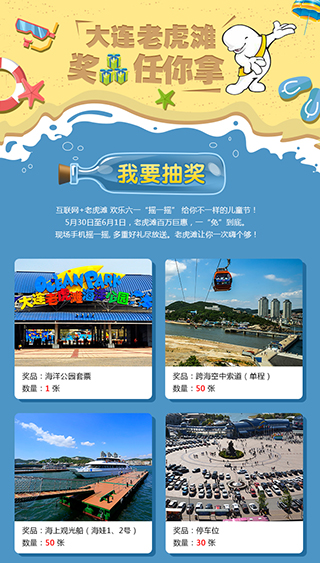 大连老虎滩
奖品任你拿
我要抽奖
互联网+老虎滩 欢乐六一“摇一摇” 给你不一样的儿童节！
5月30日至6月1日，老虎滩百万巨惠，一“免”到底。
现场手机摇一摇, 多重好礼尽放送。老虎滩让你一次嗨个够！
OCEAN PARK
大连老虎滩海洋公园
奖品：海洋公园套票
数量：1 张
奖品：跨海空中索道（单程）
数量：50 张
奖品：海上观光船（海娃1、2号）
数量：50 张
奖品：停车位
数量：30 张